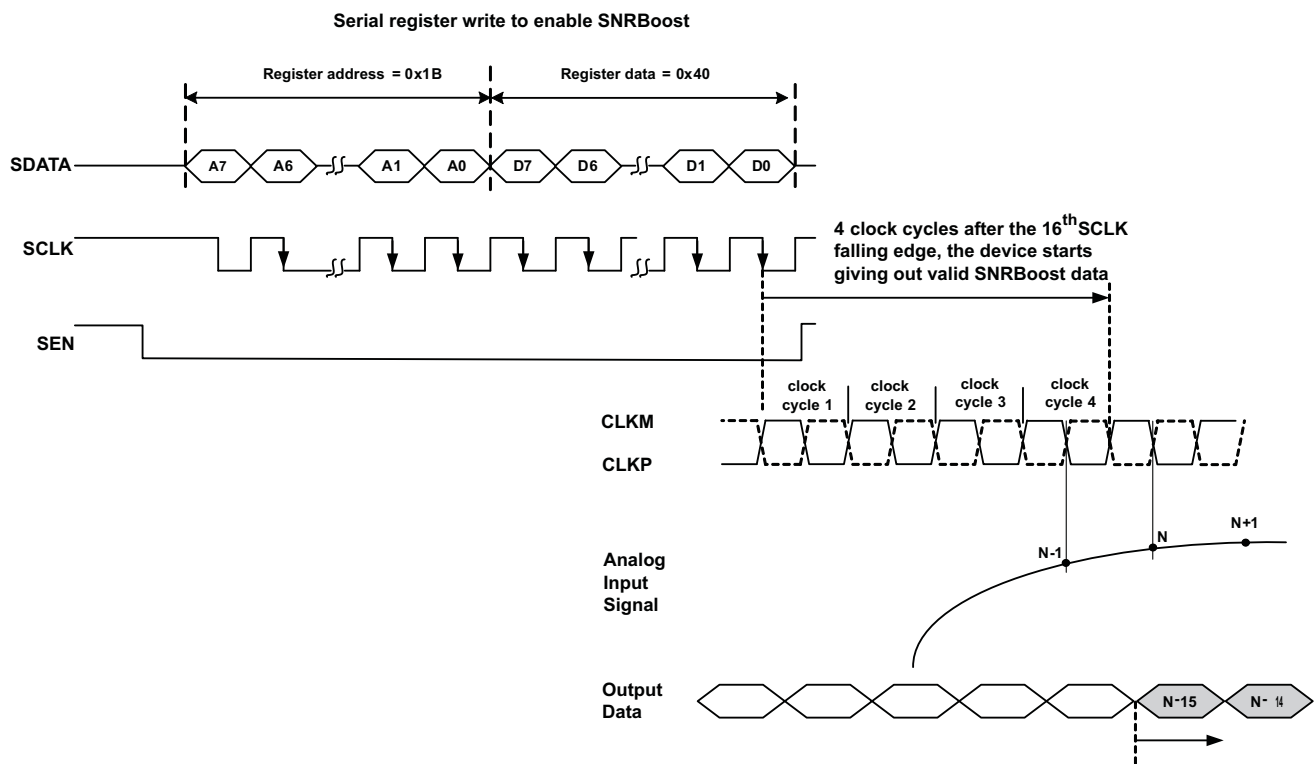 Serial register write to enable SNRBoost
Register address = 0x1B
Register data = 0x40
SDATA
A7
A6
A1
A0
D7
D6
D1
D0
SCLK
4 clock cycles after the 16th SCLK
falling edge, the device starts
giving out valid SNRBoost data
SEN
clock
cycle 1
clock
cycle 2
clock
cycle 3
clock
cycle 4
CLKM
CLKP
Analog
Input
Signal
N-1
N
N+1
Output
Data
N-15
N- 14